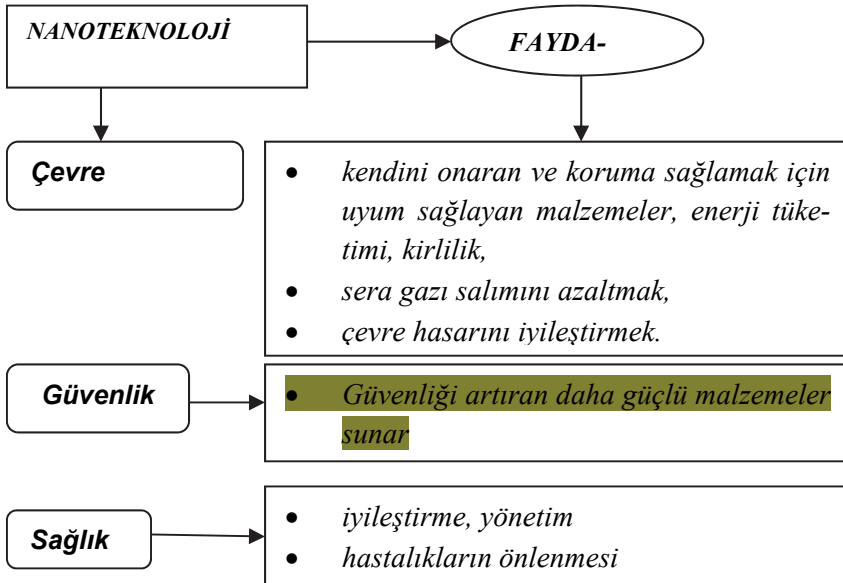 NANOTEKNOLOJİ
FAYDA-
Çevre
• kendini onaran ve koruma sağlamak için
uyum sağlayan malzemeler, enerji tüke-
timi, kirlilik,
• sera gazı salımını azaltmak,
• çevre hasarını iyileştirmek.
Güvenlik
• Güvenliği artıran daha güçlü malzemeler
sunar
Sağlık
• iyileştirme, yönetim
• hastalıkların önlenmesi